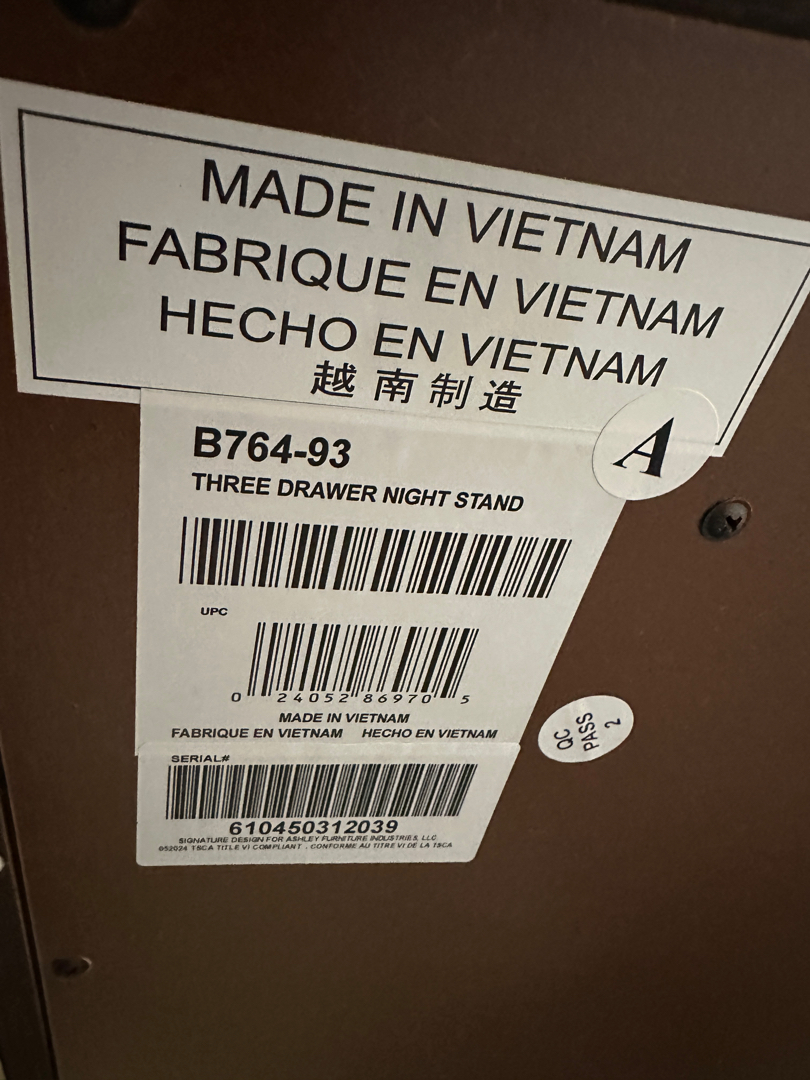 MADE IN VIETNAM
FABRIQUE EN VIETNAM
HECHO EN VIETNAM
越南制造
A
B764-93
THREE DRAWER NIGHT STAND
UPC
0 24052 86970 5
MADE IN VIETNAM
FABRIQUE EN VIETNAM HECHO EN VIETNAM
QC
PASS
2
SERIAL#
610450312039
SIGNATURE DESIGN FOR ASHLEY FURNITURE INDUSTRIES, LLC.
052024 TSCA TITLE VI COMPLIANT . CONFORME AU TITRE VI DE LA TSCA